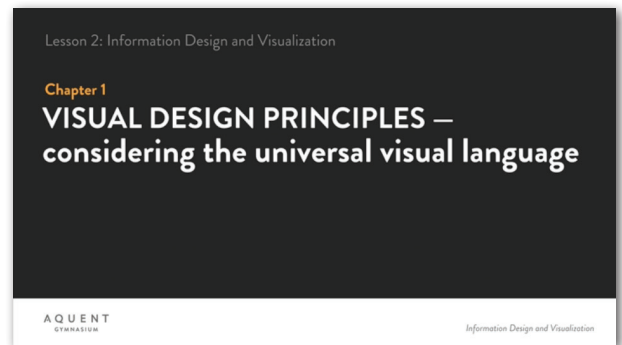 Lesson 2: Information Design and Visualization
Chapter 1
VISUAL DESIGN PRINCIPLES —
considering the universal visual language
AQUENT
GYMNASIUM
Information Design and Visualization